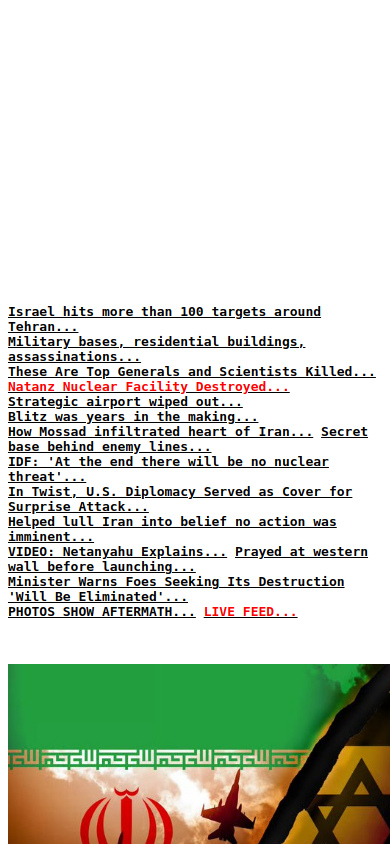 Israel hits more than 100 targets around
Tehran...
Military bases, residential buildings,
assassinations...
These Are Top Generals and Scientists Killed...
Natanz Nuclear Facility Destroyed...
Strategic airport wiped out...
Blitz was years in the making...
How Mossad infiltrated heart of Iran... Secret
base behind enemy lines...
IDF: 'At the end there will be no nuclear
threat'...
In Twist, U.S. Diplomacy Served as Cover for
Surprise Attack...
Helped lull Iran into belief no action was
imminent...
VIDEO: Netanyahu Explains... Prayed at western
wall before launching...
Minister Warns Foes Seeking Its Destruction
'Will Be Eliminated'...
PHOTOS SHOW AFTERMATH... LIVE FEED...